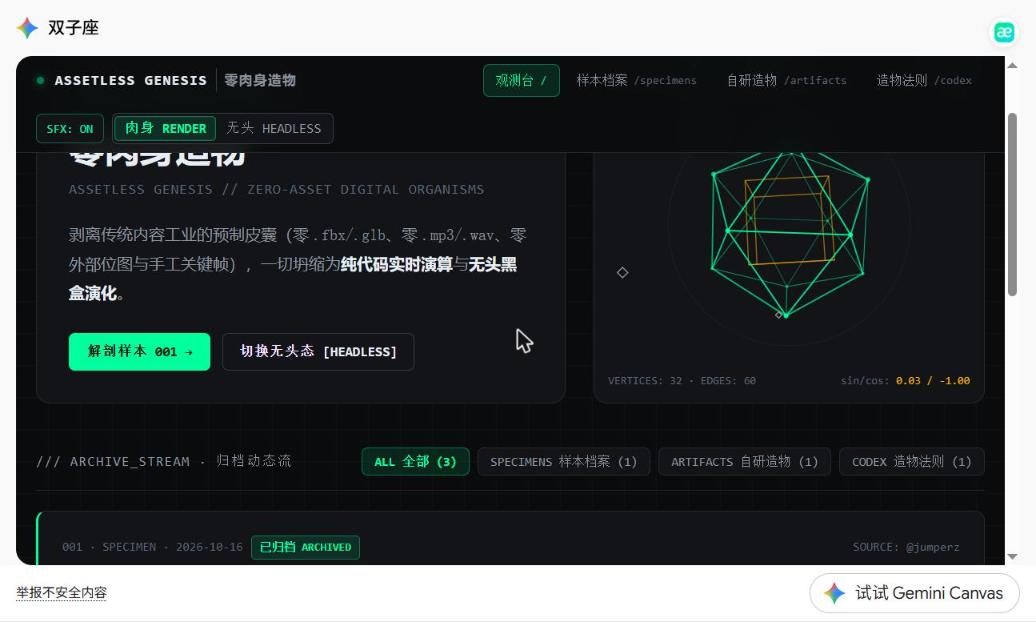 双子座
æ
ASSETLESS GENESIS
零肉身造物
观测台 /
样本档案 /specimens
自研造物 /artifacts
造物法则 /codex
SFX: ON
肉身 RENDER
无头 HEADLESS
零肉身造物
ASSETLESS GENESIS // ZERO-ASSET DIGITAL ORGANISMS
剥离传统内容工业的预制皮囊（零 .fbx/.glb、零 .mp3/.wav、零
外部位图与手工关键帧），一切坍缩为纯代码实时演算与无头黑
盒演化。
解剖样本 001 →
切换无头态 [HEADLESS]
VERTICES: 32 · EDGES: 60
sin/cos: 0.03 / -1.00
/// ARCHIVE_STREAM · 归档动态流
ALL 全部 (3)
SPECIMENS 样本档案 (1)
ARTIFACTS 自研造物 (1)
CODEX 造物法则 (1)
001 · SPECIMEN · 2026-10-16
已归档 ARCHIVED
SOURCE: @jumperz
举报不安全内容
试试 Gemini Canvas